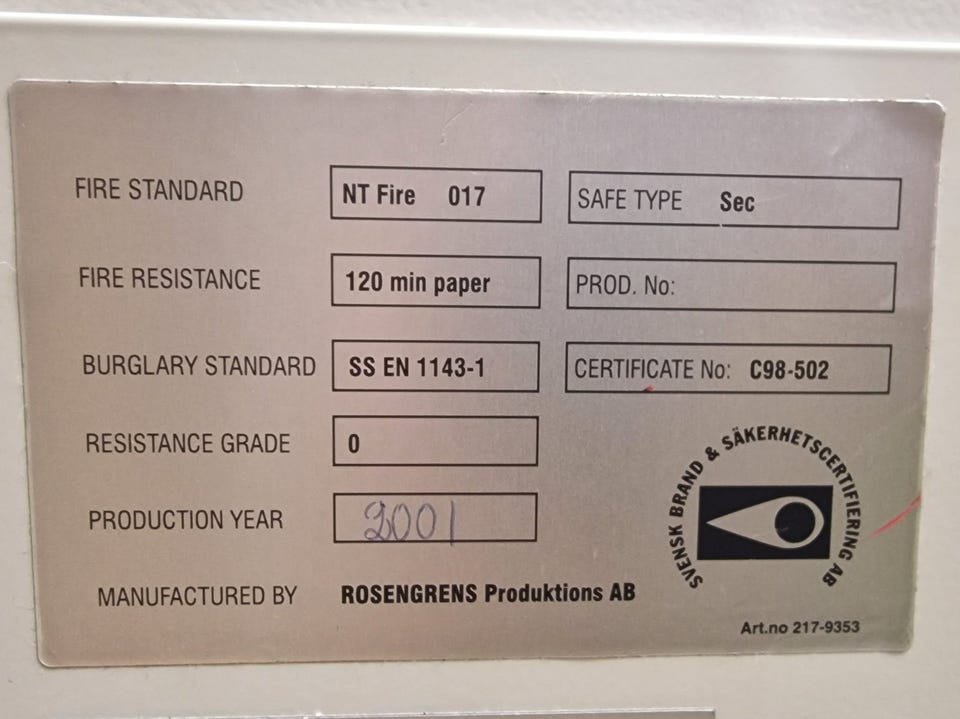 FIRE STANDARD NT Fire 017 SAFE TYPE Sec
FIRE RESISTANCE 120 min paper PROD. No:
BURGLARY STANDARD SS EN 1143-1 CERTIFICATE No: C98-502
RESISTANCE GRADE 0
PRODUCTION YEAR 2001
MANUFACTURED BY ROSENGRENS Produktions AB
SVENSK BRAND & SÄKERHETSCERTIFIERING AB
Art.no 217-9353